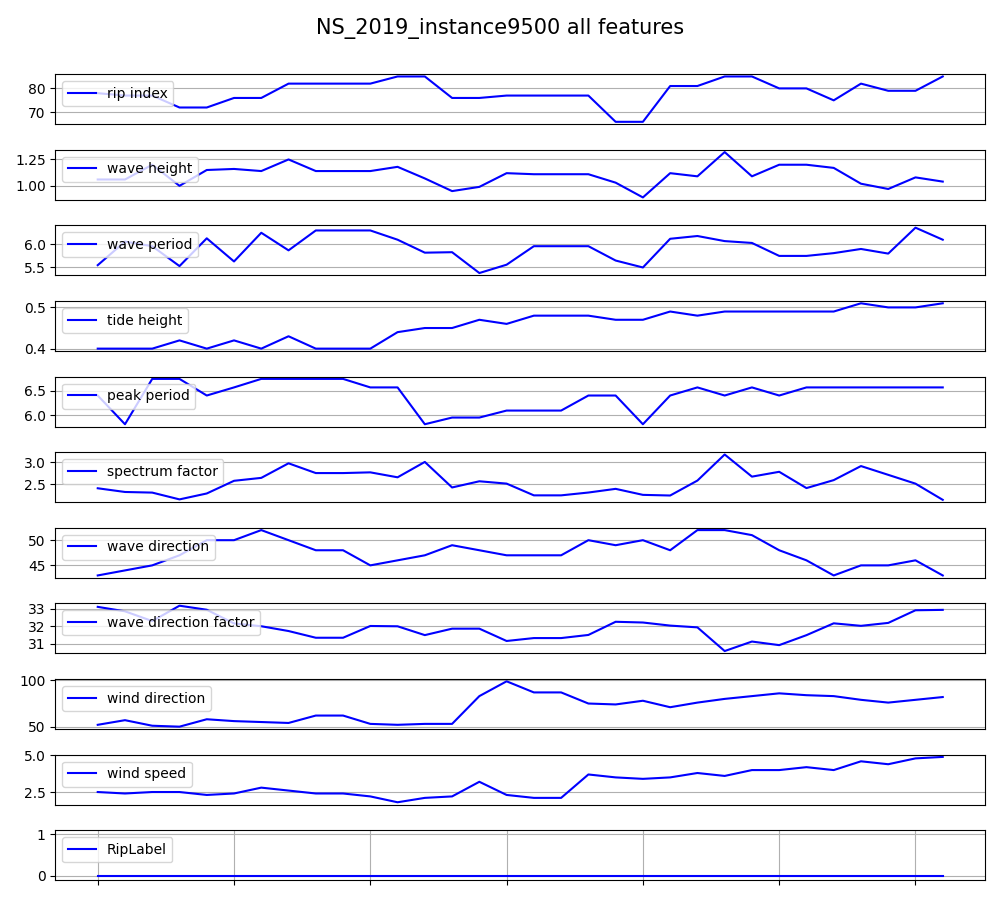 NS_2019_instance9500 all features
80
70
rip index
1.25
1.00
wave height
6.0
5.5
wave period
0.5
0.4
tide height
6.5
6.0
peak period
3.0
2.5
spectrum factor
50
45
wave direction
33
32
31
wave direction factor
100
50
wind direction
5.0
2.5
wind speed
1
0
RipLabel